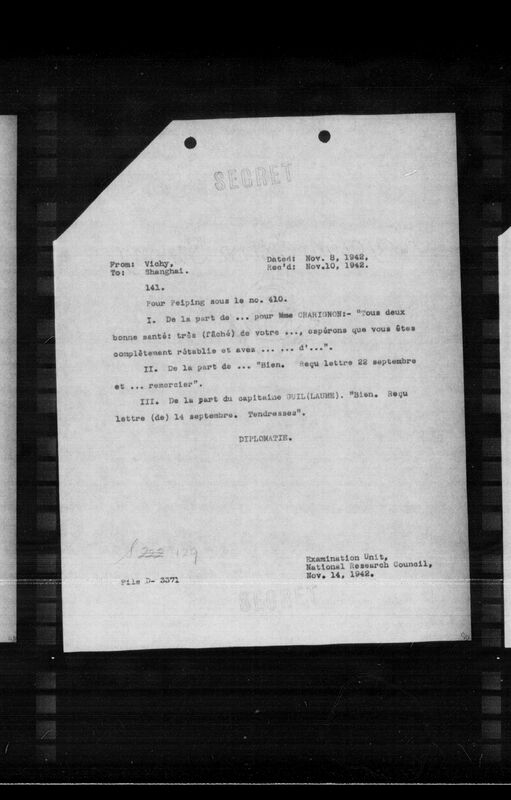 SECRET
From: Vichy, Dated: Nov. 8, 1942.
To: Shanghai. Rec'd: Nov.10, 1942.
141.
Pour Peiping sous le no. 410.
I. De la part de ... pour Mme CHARIGNON:- "Tous deux
bonne santé: très (fâché) de votre ..., espérons que vous êtes
complètement rétablie et avez ... ... d'...".
II. De la part de ... "Bien. Reçu lettre 22 septembre
et ... remercier".
III. De la part du capitaine GUIL(LAUME). "Bien. Reçu
lettre (de) 14 septembre. Tendresses".
DIPLOMATIE.
129
Examination Unit,
National Research Council,
File D- 3371 Nov. 14, 1942.
SECRET